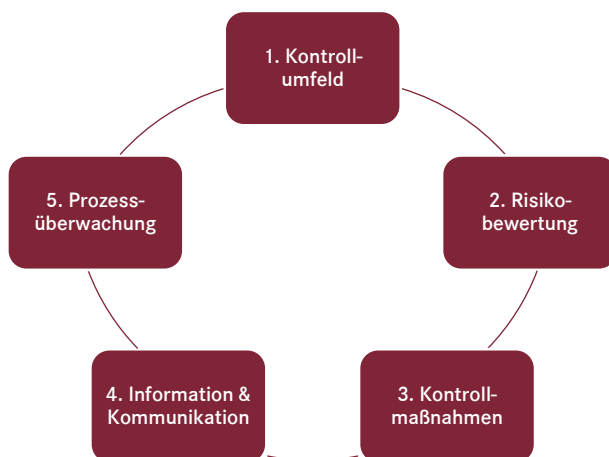 1. Kontroll-
umfeld
2. Risiko-
bewertung
3. Kontroll-
maßnahmen
4. Information &
Kommunikation
5. Prozess-
überwachung